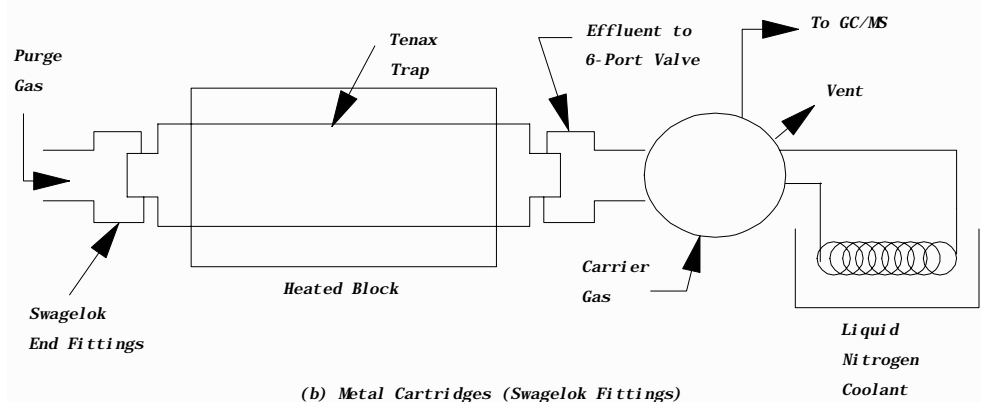 To GC/MS
Effluent to
6-Port Valve
Tenax
Trap
Purge
Gas
Vent
Carrier
Gas
Heated Block
Swagelok
End Fittings
Liquid
Nitrogen
Coolant
(b) Metal Cartridges (Swagelok Fittings)